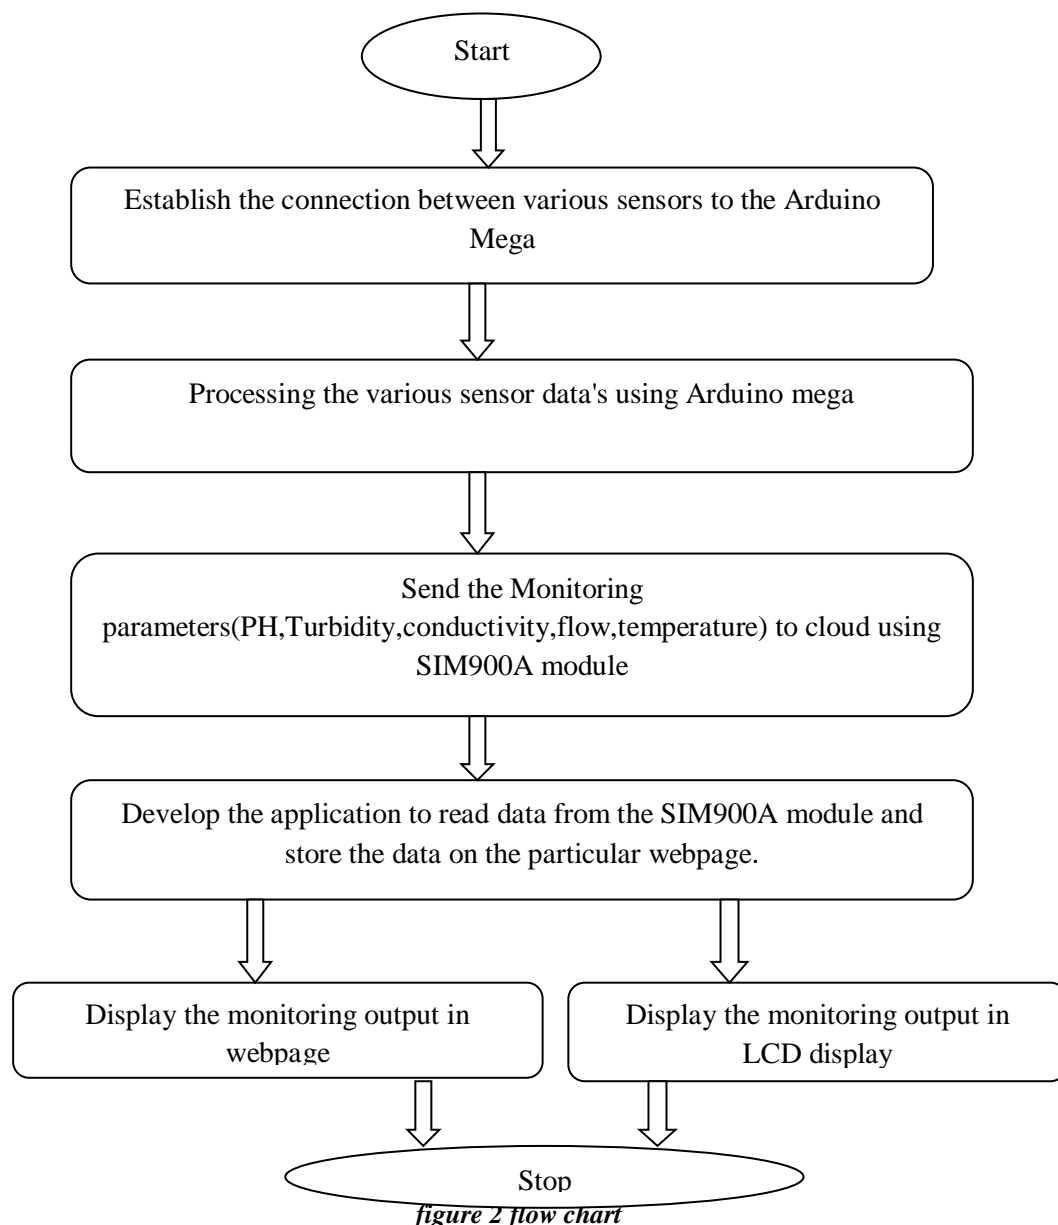 Start
Establish the connection between various sensors to the Arduino
Mega
Processing the various sensor data's using Arduino mega
Send the Monitoring
parameters(PH,Turbidity,conductivity,flow,temperature) to cloud using
SIM900A module
Develop the application to read data from the SIM900A module and
store the data on the particular webpage.
Display the monitoring output in
webpage
Display the monitoring output in
LCD display
Stop
figure 2 flow chart